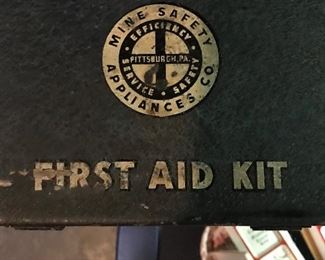 MINE SAFETY
APPLIANCES CO.
EFFICIENCY
PITTSBURGH, PA.
SERVICE · SAFETY
FIRST AID KIT